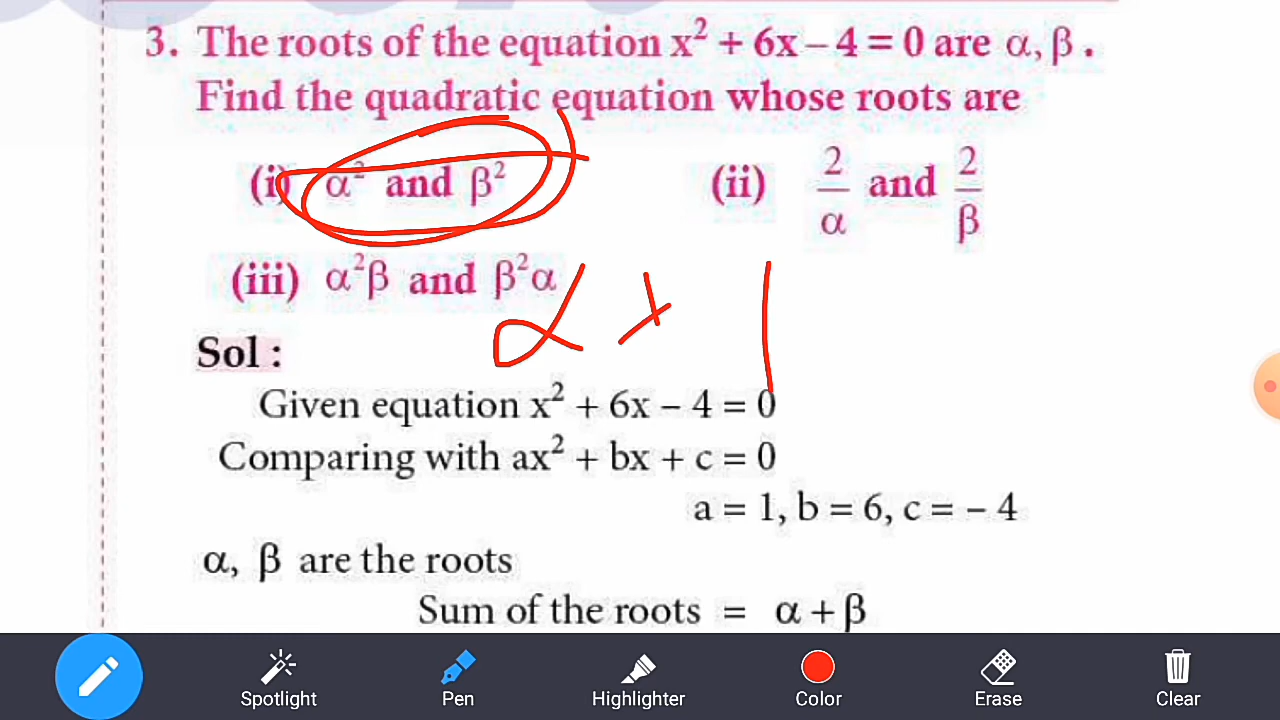 3. The roots of the equation x² + 6x – 4 = 0 are α, β .
Find the quadratic equation whose roots are
(i) α² and β² (ii) 2/α and 2/β
(iii) α²β and β²α
α +
Sol :
Given equation x² + 6x – 4 = 0
Comparing with ax² + bx + c = 0
a = 1, b = 6, c = – 4
α, β are the roots
Sum of the roots = α + β
Spotlight Pen Highlighter Color Erase Clear